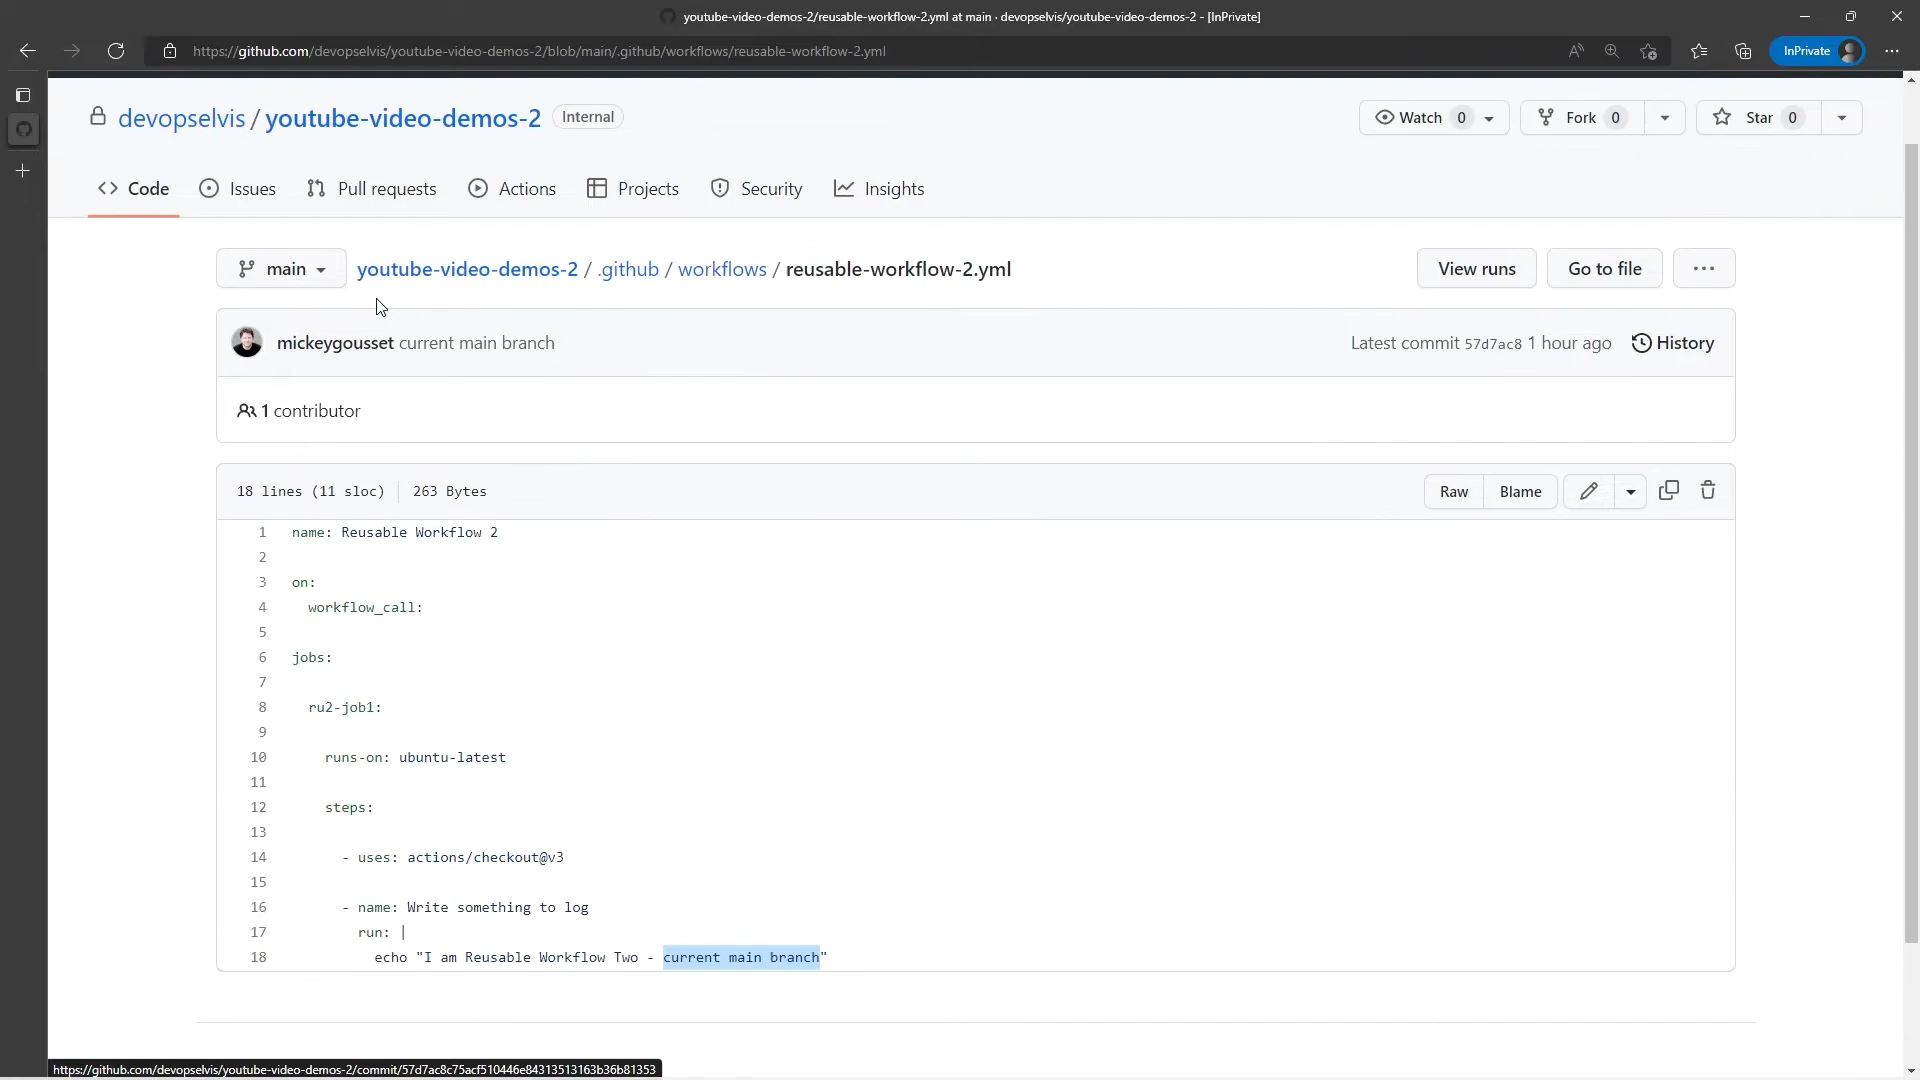 youtube-video-demos-2/reusable-workflow-2.yml at main · devopselvis/youtube-video-demos-2 - [InPrivate]
https://github.com/devopselvis/youtube-video-demos-2/blob/main/.github/workflows/reusable-workflow-2.yml
InPrivate
devopselvis / youtube-video-demos-2 Internal
Watch 0 Fork 0 Star 0
Code Issues Pull requests Actions Projects Security Insights
main youtube-video-demos-2 / .github / workflows / reusable-workflow-2.yml View runs Go to file ...
mickeygousset current main branch Latest commit 57d7ac8 1 hour ago History
1 contributor
18 lines (11 sloc) 263 Bytes Raw Blame
1 name: Reusable Workflow 2
2
3 on:
4 workflow_call:
5
6 jobs:
7
8 ru2-job1:
9
10 runs-on: ubuntu-latest
11
12 steps:
13
14 - uses: actions/checkout@v3
15
16 - name: Write something to log
17 run: |
18 echo "I am Reusable Workflow Two - current main branch"
https://github.com/devopselvis/youtube-video-demos-2/commit/57d7ac8c75acf510446e84313513163b36b81353